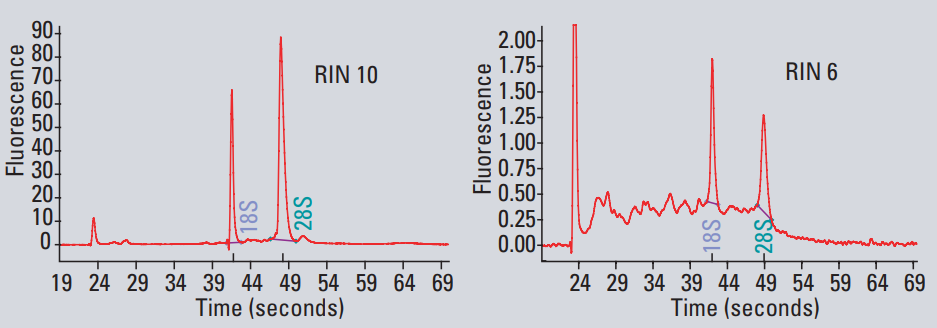 Fluorescence
90
80
70
60
50
40
30
20
10
0
RIN 10
18S
28S
19 24 29 34 39 44 49 54 59 64 69
Time (seconds)
Fluorescence
2.00
1.75
1.50
1.25
1.00
0.75
0.50
0.25
0.00
RIN 6
18S
28S
24 29 34 39 44 49 54 59 64 69
Time (seconds)